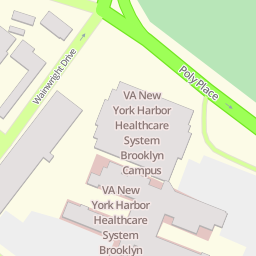 Wainwright Drive
Poly Place
VA New
York Harbor
Healthcare
System
Brooklyn
Campus
VA New
York Harbor
Healthcare
System
Brooklyn